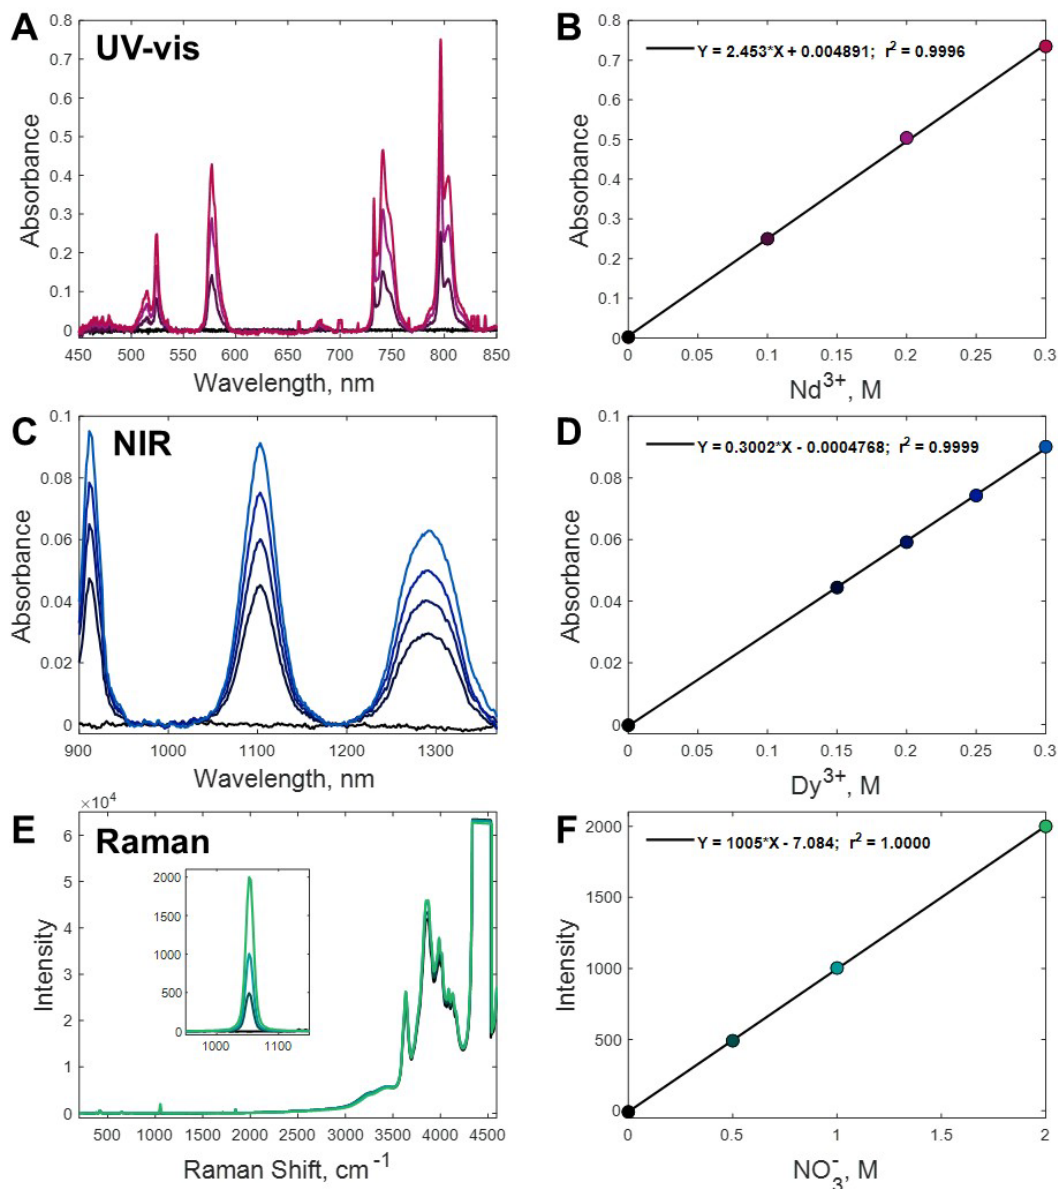 A
UV-vis
0.8
0.7
0.6
0.5
0.4
0.3
0.2
0.1
0
Absorbance
450 500 550 600 650 700 750 800 850
Wavelength, nm
B
Y = 2.453*X + 0.004891; r² = 0.9996
0.8
0.7
0.6
0.5
0.4
0.3
0.2
0.1
0
Absorbance
0 0.05 0.1 0.15 0.2 0.25 0.3
Nd³⁺, M
C
NIR
0.1
0.08
0.06
0.04
0.02
0
Absorbance
900 1000 1100 1200 1300
Wavelength, nm
D
Y = 0.3002*X - 0.0004768; r² = 0.9999
0.1
0.08
0.06
0.04
0.02
0
Absorbance
0 0.05 0.1 0.15 0.2 0.25 0.3
Dy³⁺, M
E
×10⁴
Raman
6
5
4
3
2
1
0
Intensity
2000
1500
1000
500
0
1000 1100
500 1000 1500 2000 2500 3000 3500 4000 4500
Raman Shift, cm⁻¹
F
Y = 1005*X - 7.084; r² = 1.0000
2000
1500
1000
500
0
Intensity
0 0.5 1 1.5 2
NO₃⁻, M